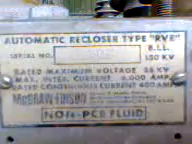 AUTOMATIC RECLOSER TYPE "RVE"
SERIAL NO. B.I.L.
150 KV
RATED MAXIMUM VOLTAGE 38 KV
MAX. INTER. CURRENT 8,000 AMP.
RATED CONTINUOUS CURRENT 400 AMP.
McGRAW-EDISON
NON-PCB FLUID